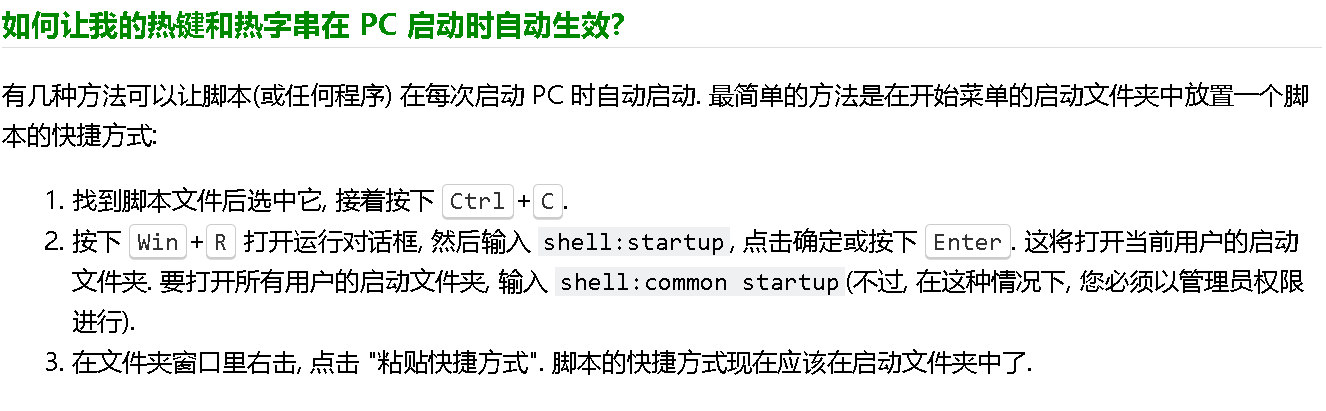 如何让我的热键和热字串在 PC 启动时自动生效?
有几种方法可以让脚本(或任何程序) 在每次启动 PC 时自动启动. 最简单的方法是在开始菜单的启动文件夹中放置一个脚
本的快捷方式:
1. 找到脚本文件后选中它, 接着按下 Ctrl+C.
2. 按下 Win+R 打开运行对话框, 然后输入 shell:startup, 点击确定或按下 Enter. 这将打开当前用户的启动
文件夹. 要打开所有用户的启动文件夹, 输入 shell:common startup(不过, 在这种情况下, 您必须以管理员权限
进行).
3. 在文件夹窗口里右击, 点击 "粘贴快捷方式". 脚本的快捷方式现在应该在启动文件夹中了.